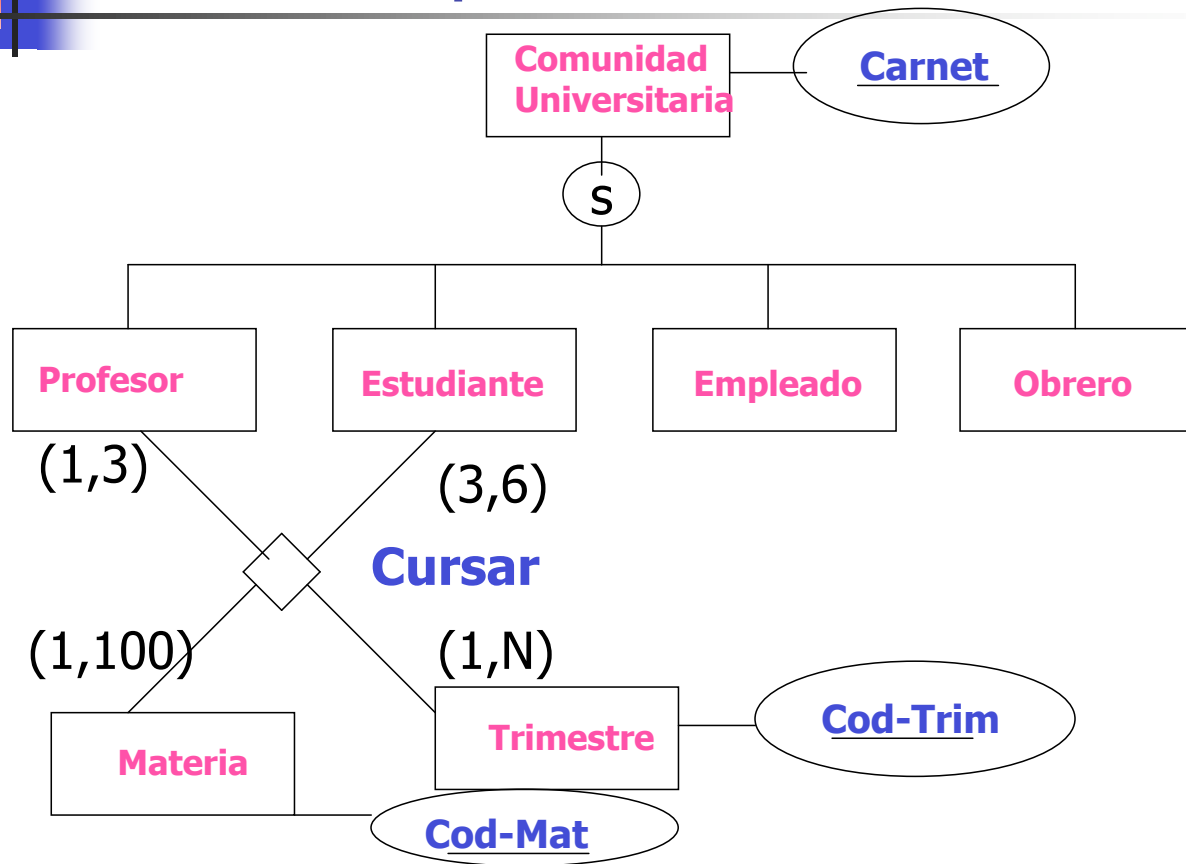 Comunidad
Universitaria
Carnet
s
Profesor
Estudiante
Empleado
Obrero
(1,3)
(3,6)
Cursar
(1,100)
(1,N)
Materia
Trimestre
Cod-Trim
Cod-Mat